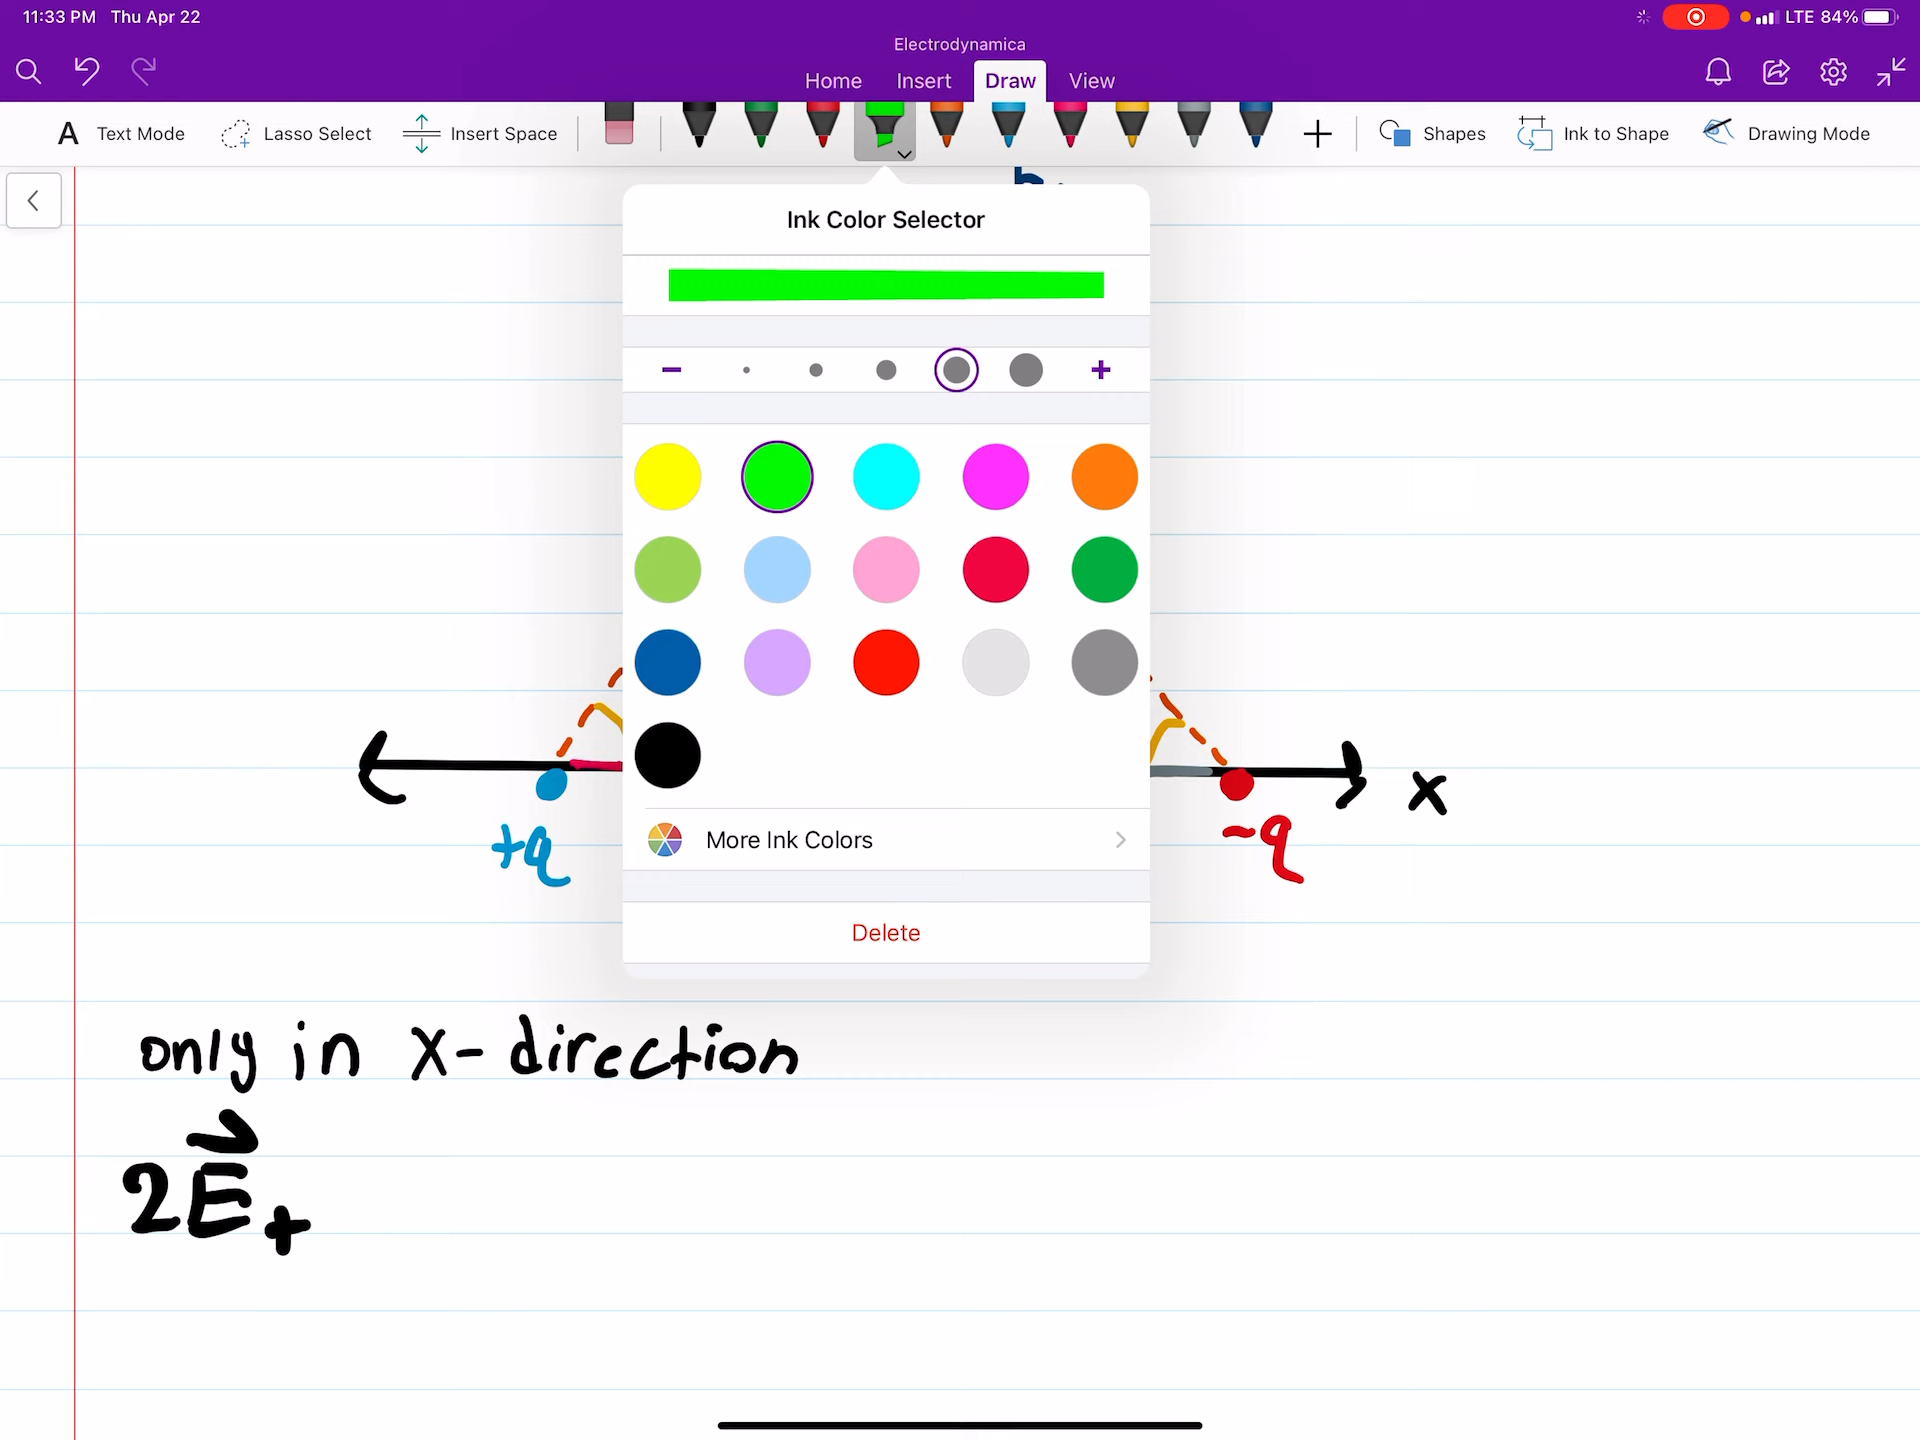 11:33 PM Thu Apr 22
LTE 84%
Electrodynamica
Home Insert Draw View
A Text Mode Lasso Select Insert Space Shapes Ink to Shape Drawing Mode
Ink Color Selector
x
+q
-q
More Ink Colors
Delete
only in x-direction
2E+